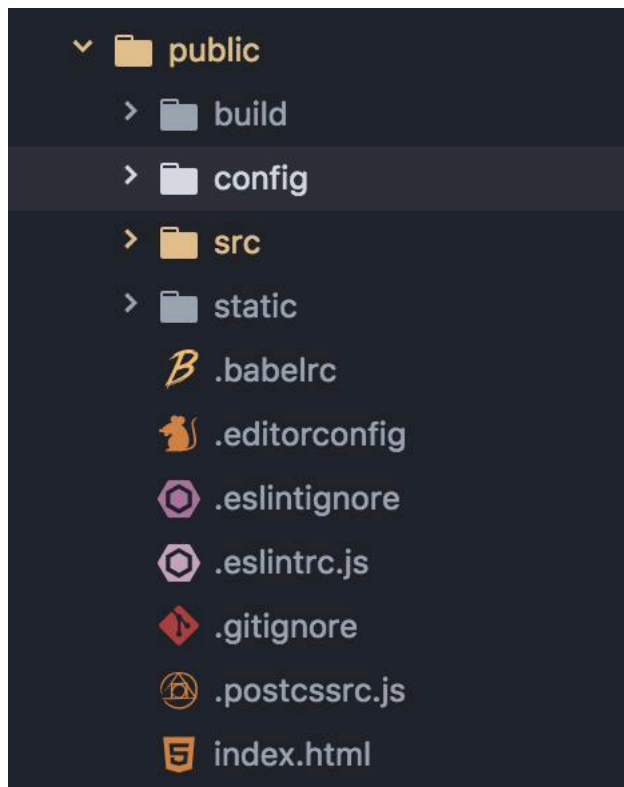 public
build
config
src
static
.babelrc
.editorconfig
.eslintignore
.eslintrc.js
.gitignore
.postcssrc.js
index.html